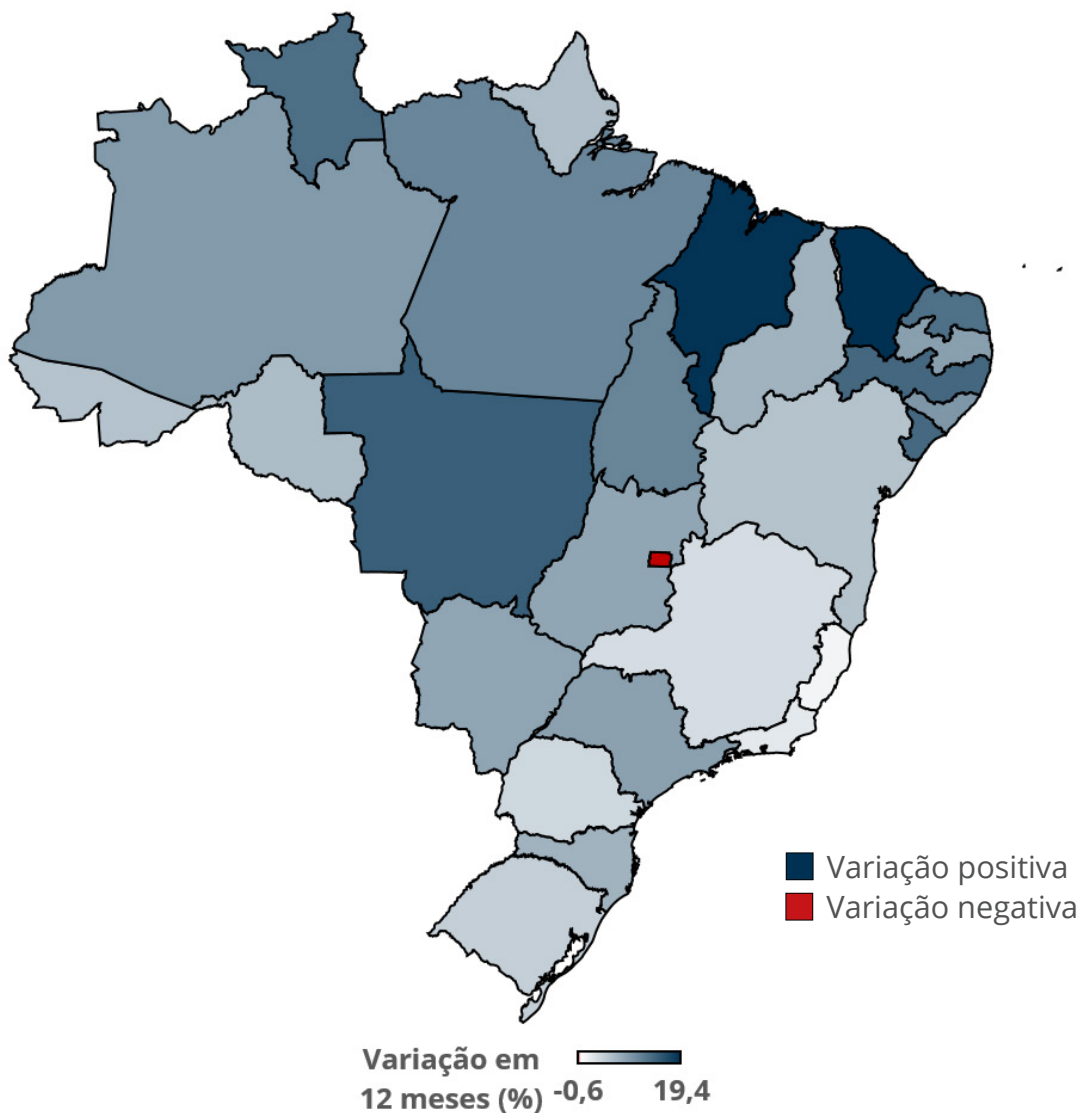 Variação positiva
Variação negativa
Variação em
12 meses (%)
-0,6
19,4